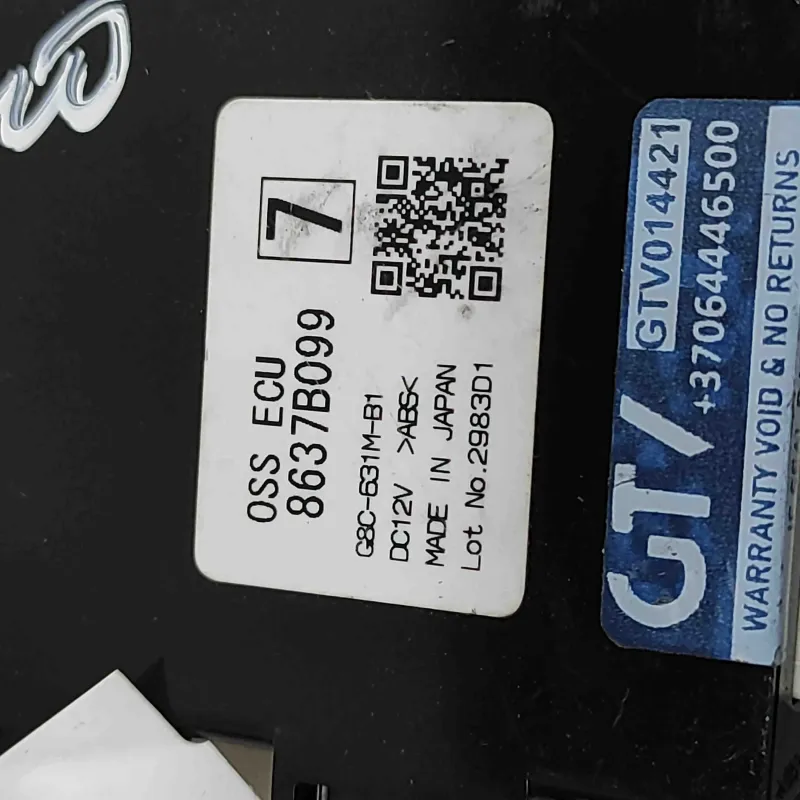 7
OSS ECU
8637B099
G8C-631M-B1
DC12V >ABS<
MADE IN JAPAN
Lot No.2983D1
GTV
GTV014421
+37064446500
WARRANTY VOID & NO RETURNS